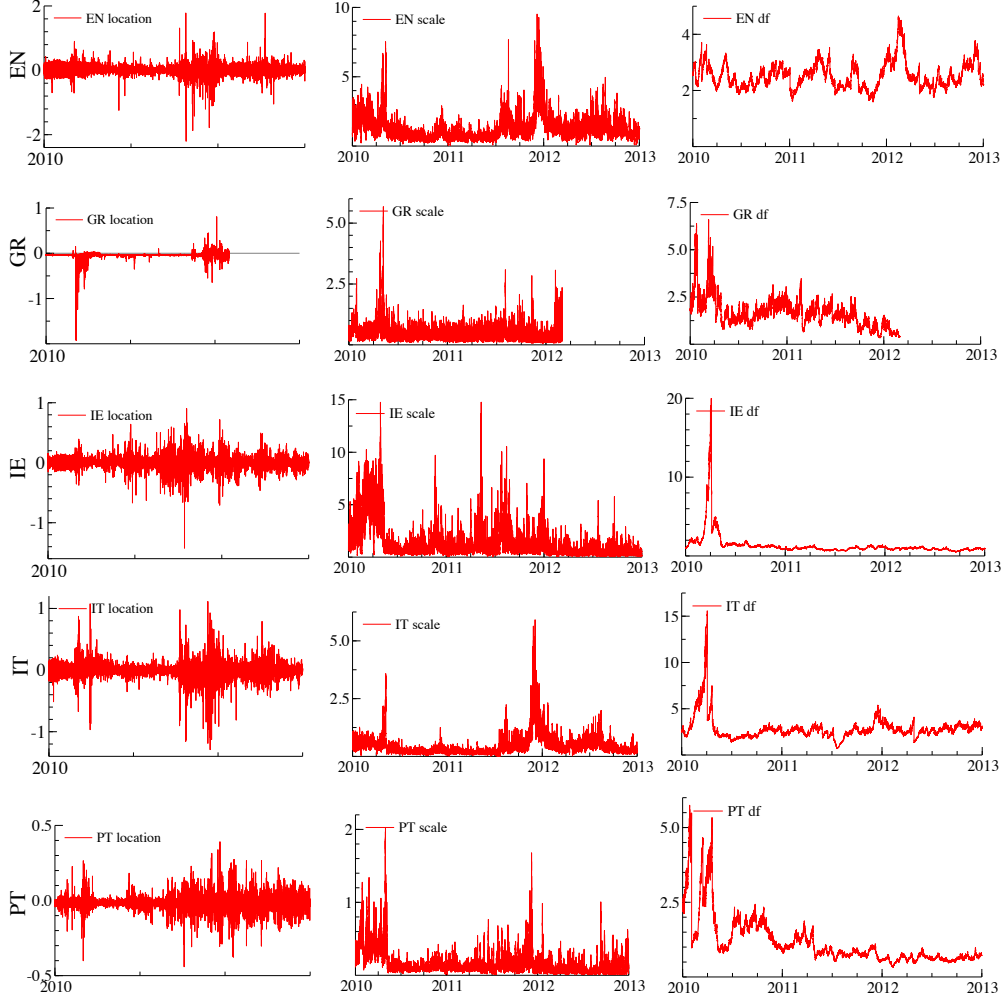 2
EN location
0
-2
2010
EN
10
EN scale
5
2010 2011 2012 2013
EN df
4
2
2010 2011 2012 2013
1
GR location
0
-1
2010
GR
5.0
GR scale
2.5
2010 2011 2012 2013
7.5
GR df
5.0
2.5
2010 2011 2012 2013
1
IE location
0
-1
2010
IE
15
IE scale
10
5
2010 2011 2012 2013
20
IE df
10
2010 2011 2012 2013
1
IT location
0
-1
2010
IT
IT scale
5.0
2.5
2010 2011 2012 2013
IT df
15
10
5
2010 2011 2012 2013
0.5
PT location
0.0
-0.5
2010
PT
2
PT scale
1
2010 2011 2012 2013
PT df
5.0
2.5
2010 2011 2012 2013